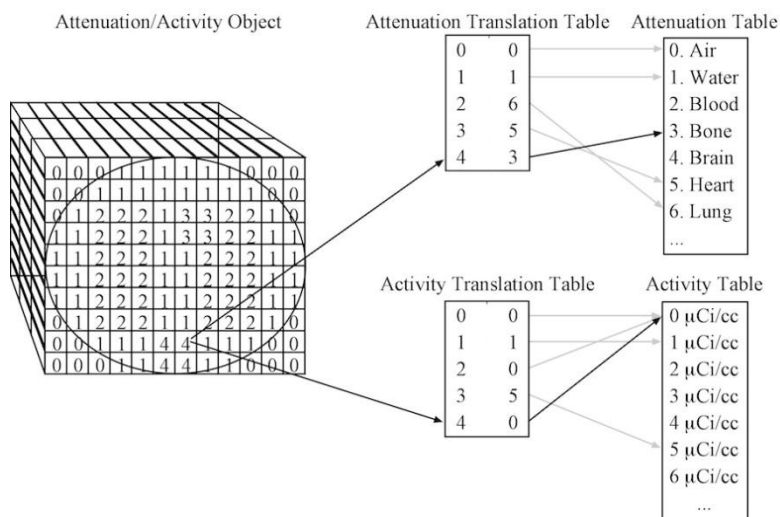 Attenuation/Activity Object
0 0 0 0 1 1 1 1 0 0 0 0
0 0 1 1 1 1 1 1 1 1 0 0
0 1 2 2 2 1 3 3 2 2 1 0
1 1 2 2 2 1 3 3 2 2 1 1
1 1 2 2 2 1 1 2 2 2 1 1
1 1 2 2 2 1 1 2 2 2 1 1
1 1 2 2 2 1 1 2 2 2 1 1
0 1 2 2 2 1 1 2 2 2 1 0
0 0 1 1 1 4 4 1 1 1 0 0
0 0 0 1 1 4 4 1 1 0 0 0
Attenuation Translation Table
0 0
1 1
2 6
3 5
4 3
Attenuation Table
0. Air
1. Water
2. Blood
3. Bone
4. Brain
5. Heart
6. Lung
...
Activity Translation Table
0 0
1 1
2 0
3 5
4 0
Activity Table
0 µCi/cc
1 µCi/cc
2 µCi/cc
3 µCi/cc
4 µCi/cc
5 µCi/cc
6 µCi/cc
...